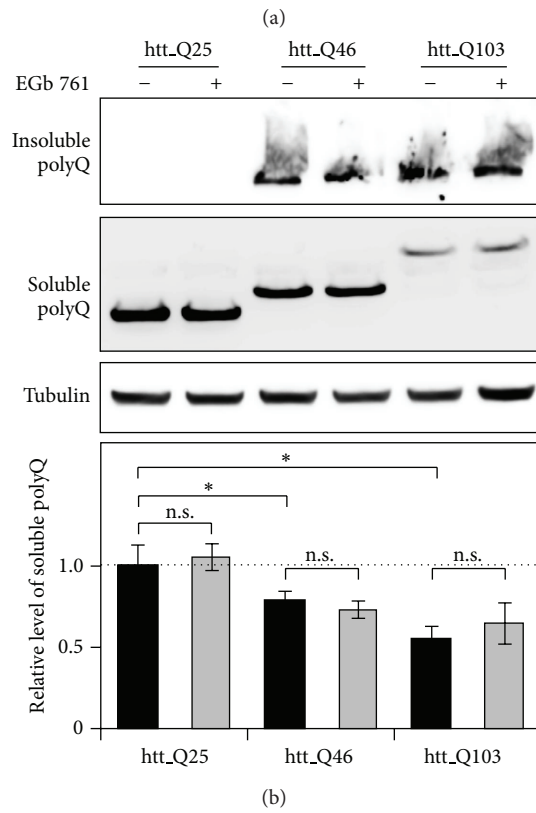 (a)
htt_Q25 htt_Q46 htt_Q103
EGb 761 − + − + − +
Insoluble
polyQ
Soluble
polyQ
Tubulin
Relative level of soluble polyQ
*
*
n.s.
n.s. n.s.
1.0
0.5
0
htt_Q25 htt_Q46 htt_Q103
(b)